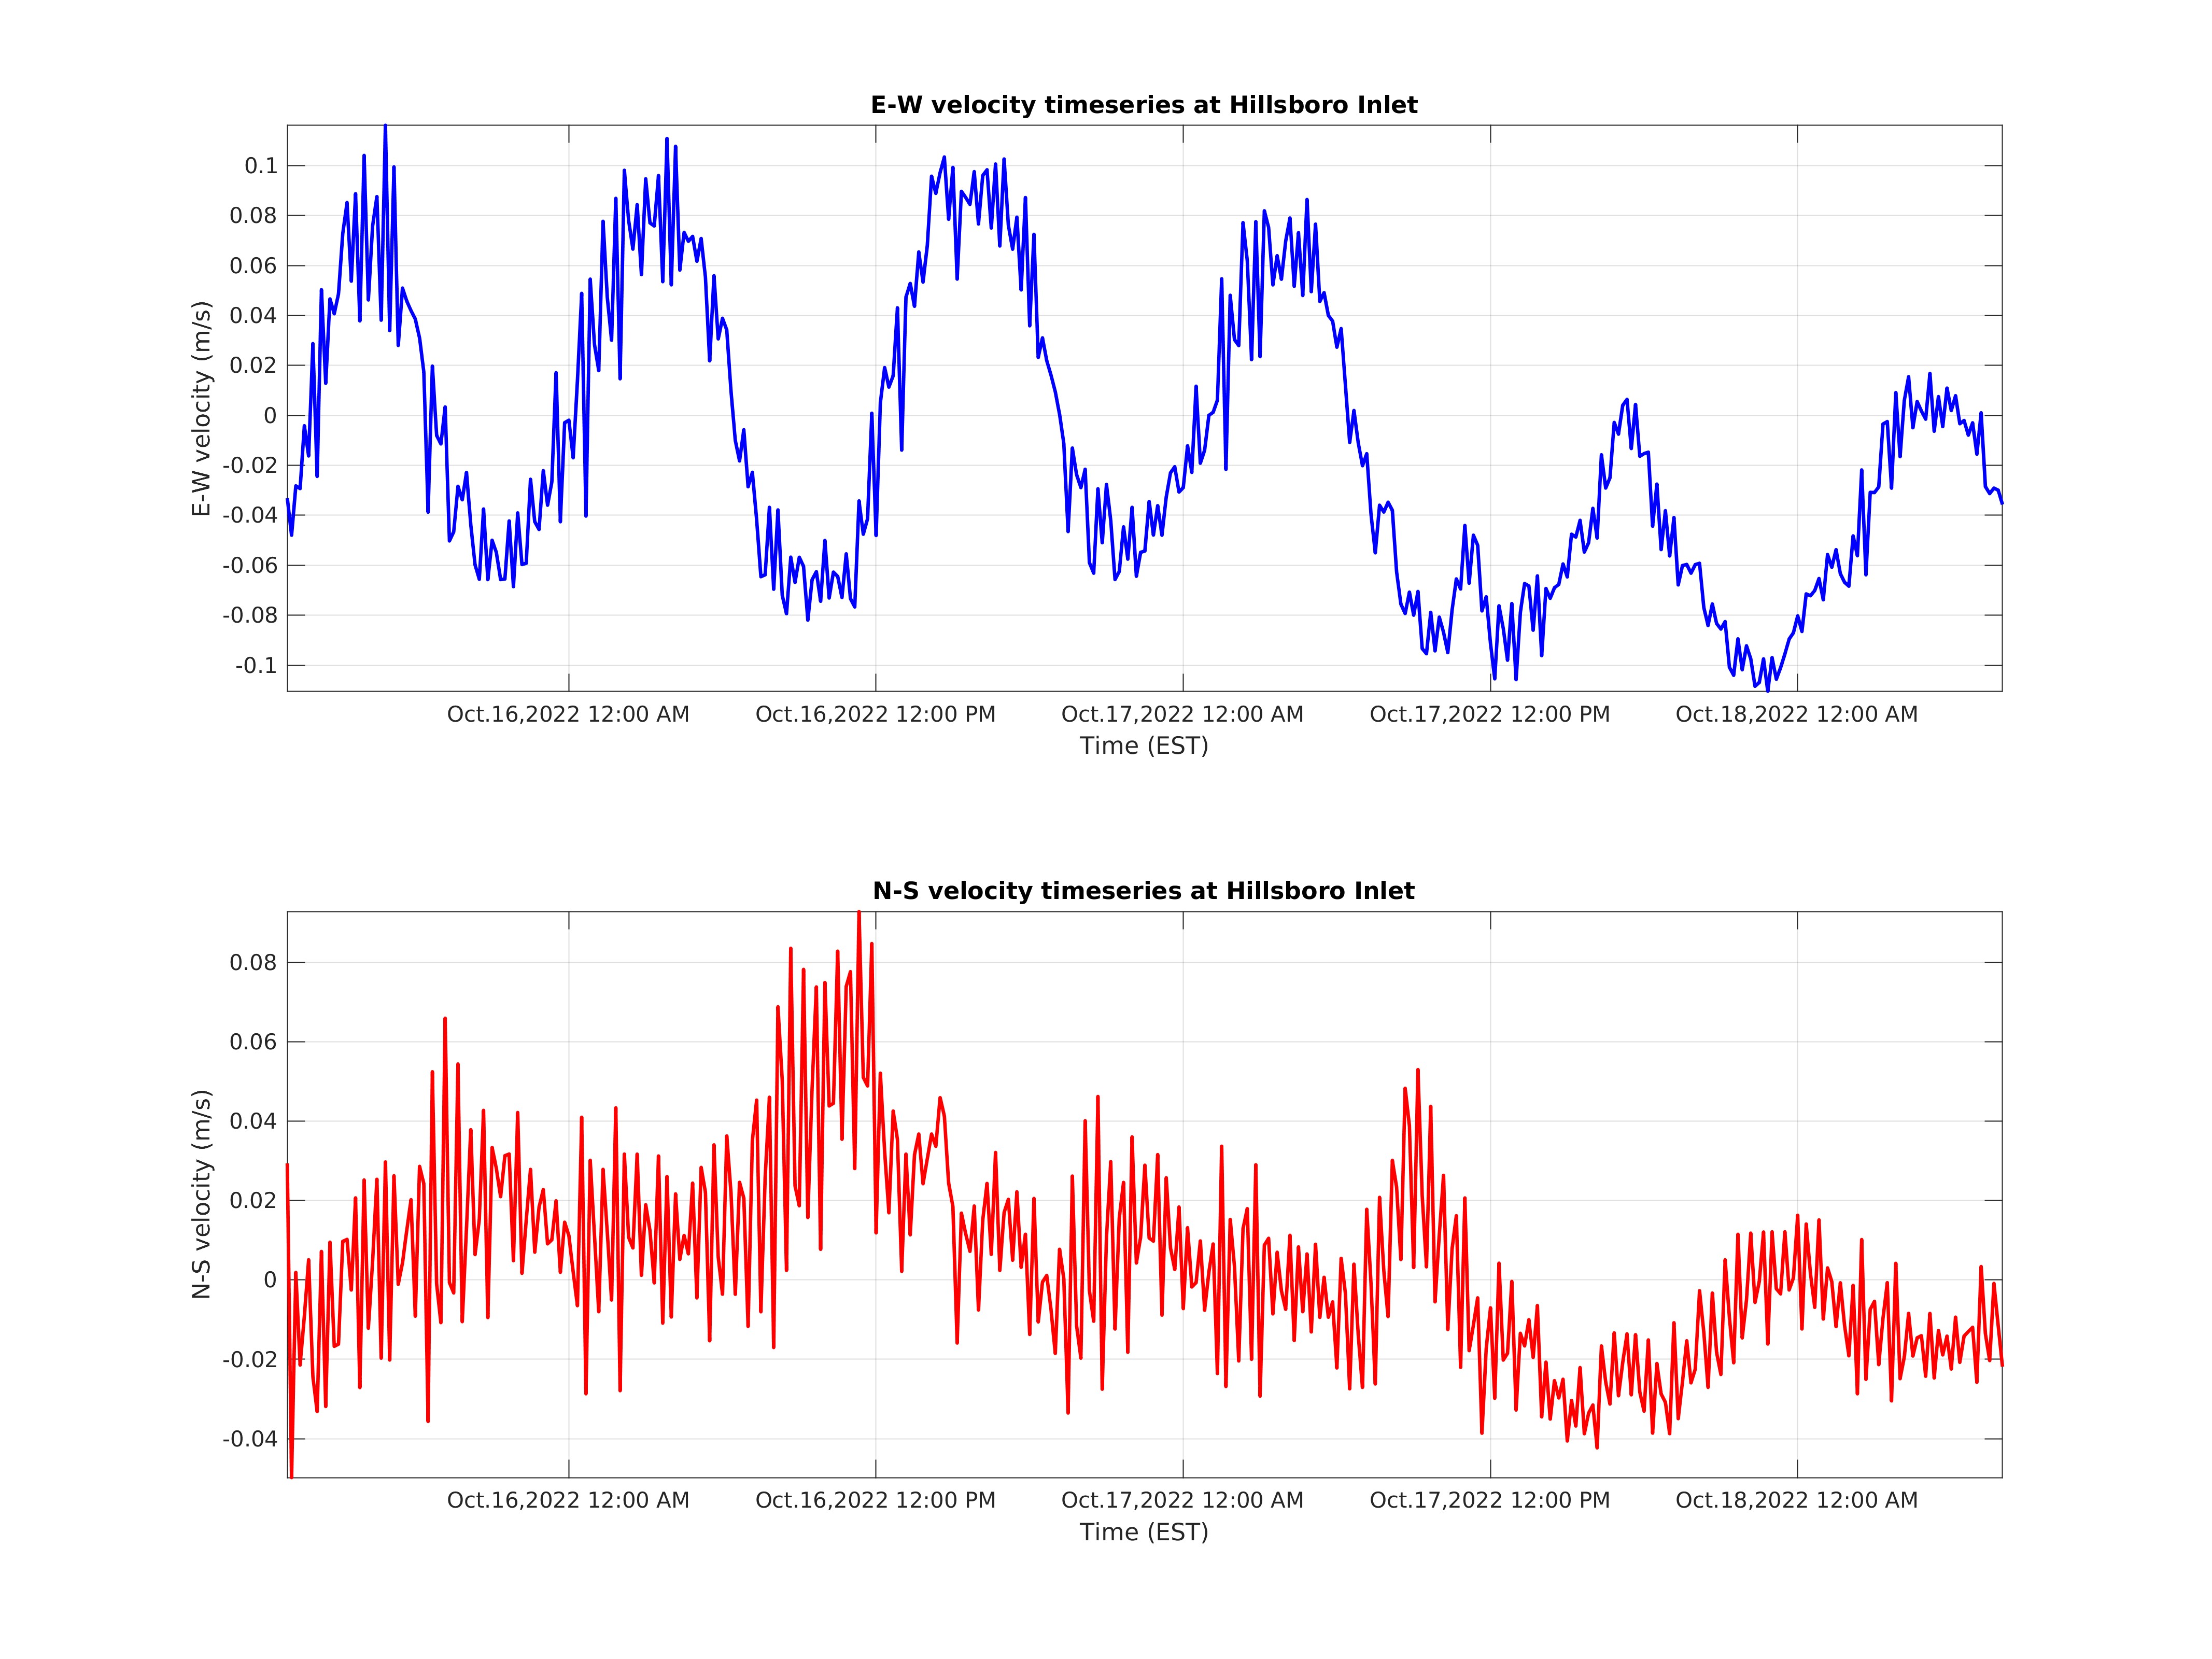 E-W velocity timeseries at Hillsboro Inlet
E-W velocity (m/s)
0.1
0.08
0.06
0.04
0.02
0
-0.02
-0.04
-0.06
-0.08
-0.1
Oct.16,2022 12:00 AM Oct.16,2022 12:00 PM Oct.17,2022 12:00 AM Oct.17,2022 12:00 PM Oct.18,2022 12:00 AM
Time (EST)
N-S velocity timeseries at Hillsboro Inlet
N-S velocity (m/s)
0.08
0.06
0.04
0.02
0
-0.02
-0.04
Oct.16,2022 12:00 AM Oct.16,2022 12:00 PM Oct.17,2022 12:00 AM Oct.17,2022 12:00 PM Oct.18,2022 12:00 AM
Time (EST)